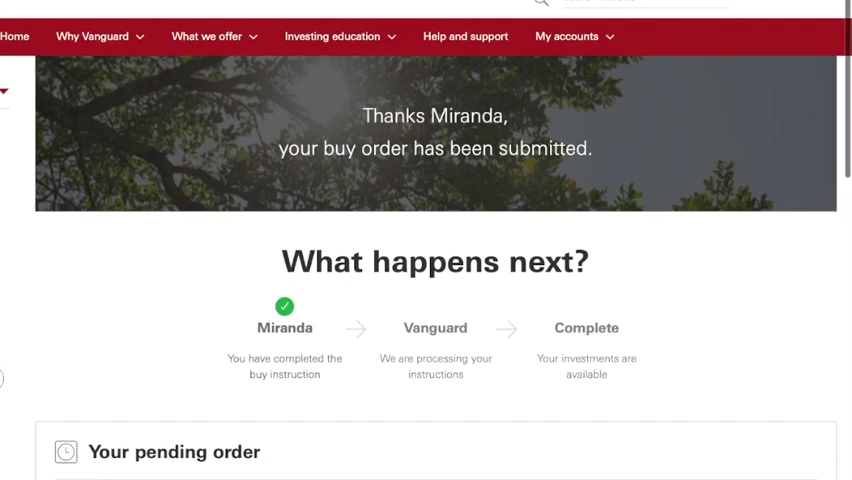 Home Why Vanguard What we offer Investing education Help and support My accounts
Thanks Miranda,
your buy order has been submitted.
What happens next?
Miranda Vanguard Complete
You have completed the We are processing your Your investments are
buy instruction instructions available
Your pending order